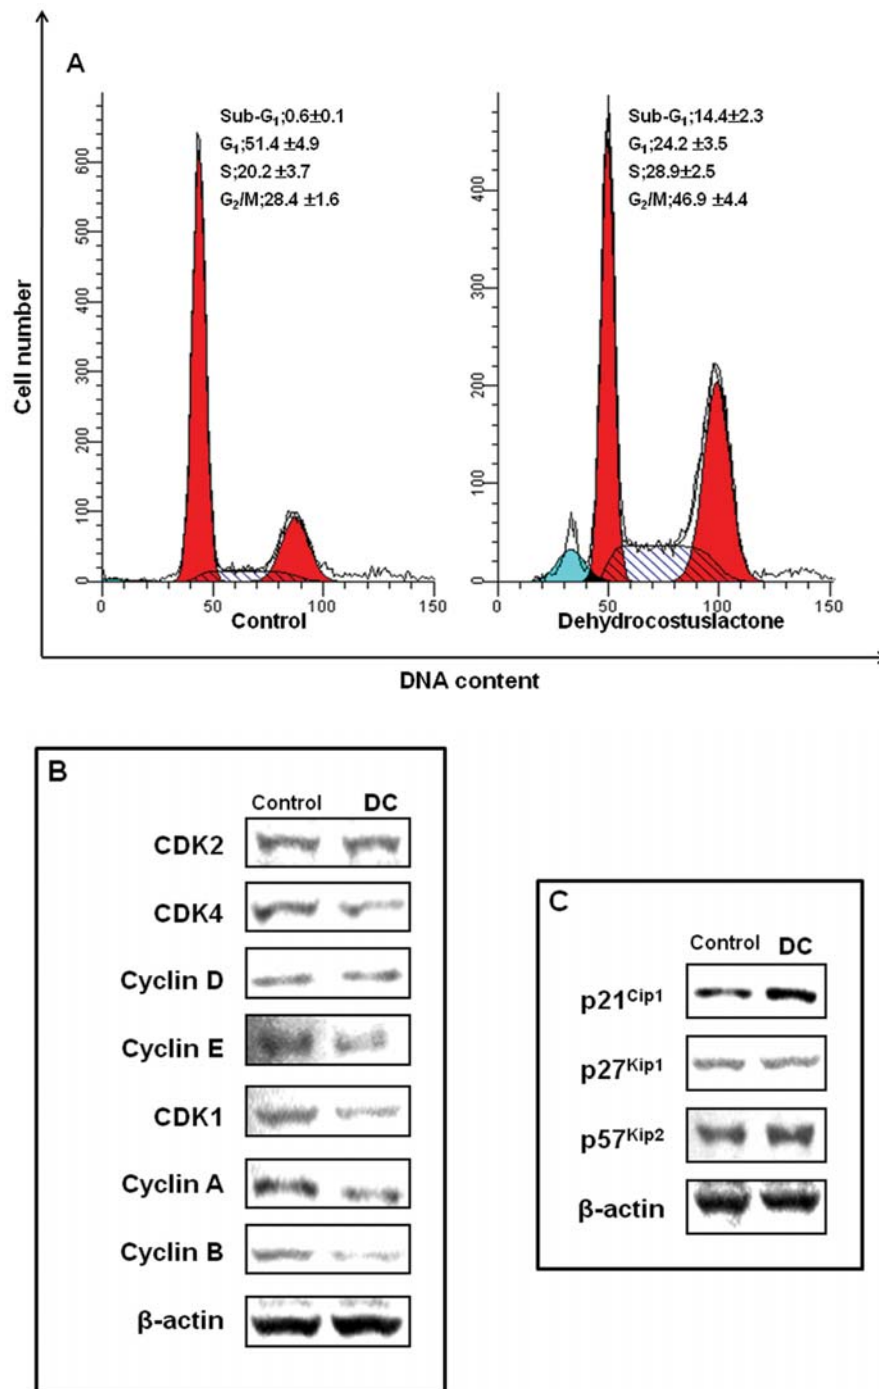 A
Cell number
Sub-G₁;0.6±0.1
G₁;51.4 ±4.9
S;20.2 ±3.7
G₂/M;28.4 ±1.6
600
500
400
300
200
100
0
0 50 100 150
Control
Sub-G₁;14.4±2.3
G₁;24.2 ±3.5
S;28.9±2.5
G₂/M;46.9 ±4.4
400
300
200
100
0
0 50 100 150
Dehydrocostuslactone
DNA content
B
Control DC
CDK2
CDK4
Cyclin D
Cyclin E
CDK1
Cyclin A
Cyclin B
β-actin
C
Control DC
p21Cip1
p27Kip1
p57Kip2
β-actin